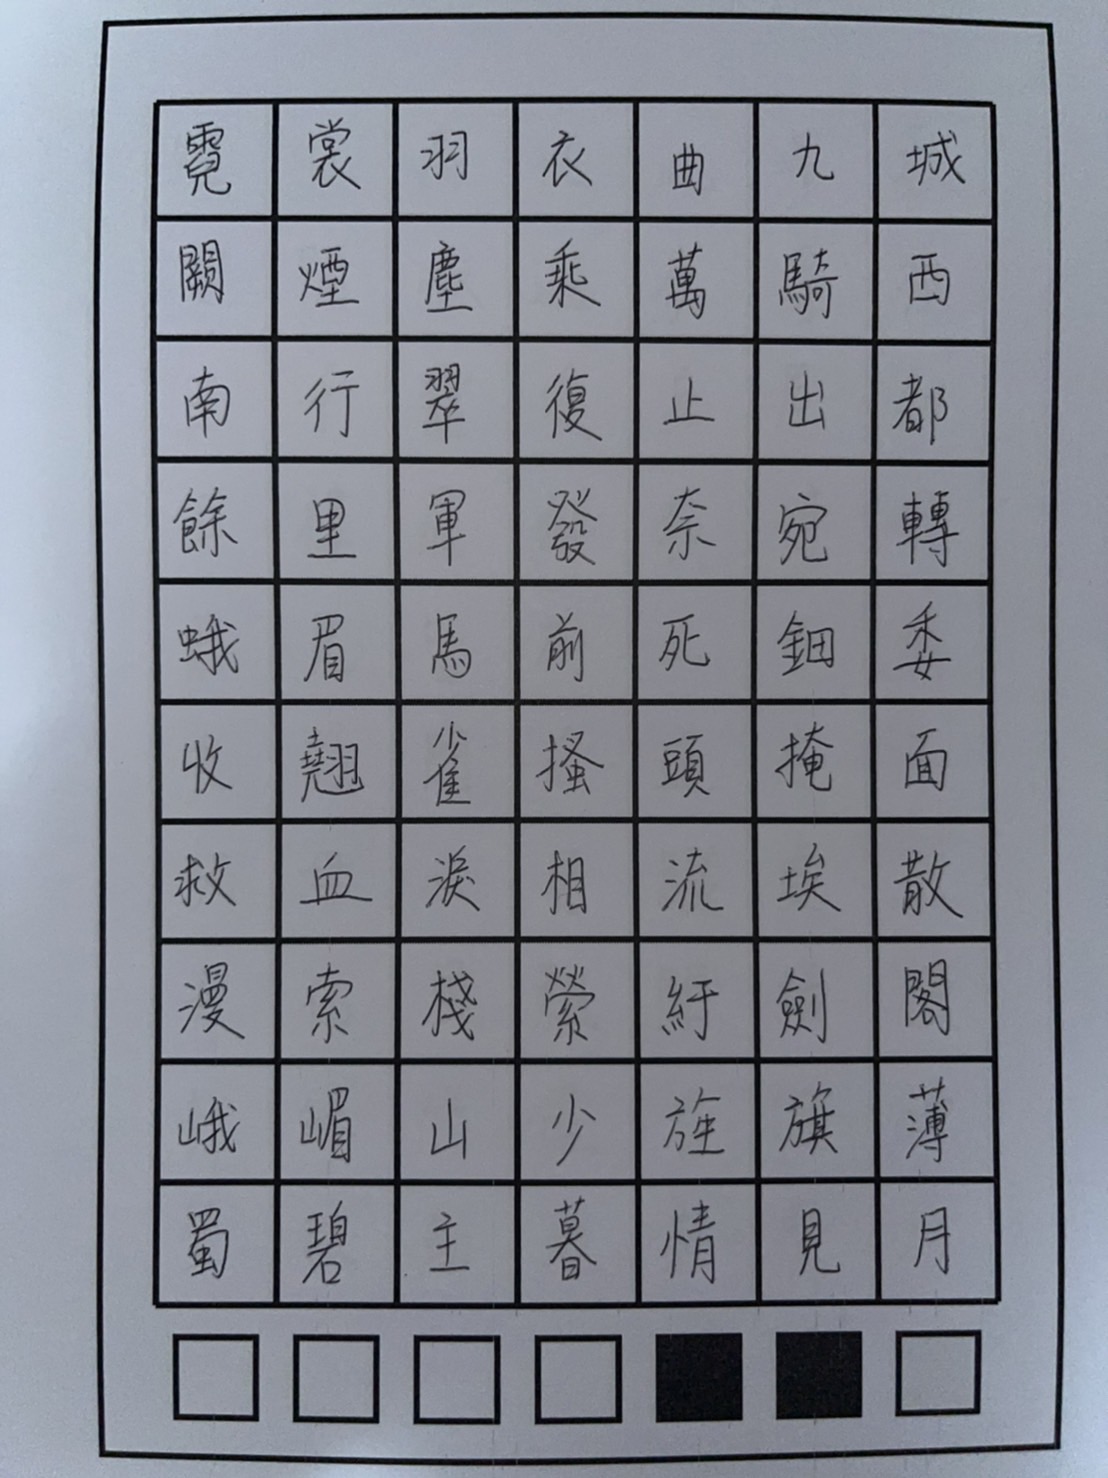 霓裳羽衣曲九城
闕煙塵乘萬騎西
南行翠復止出都
餘里軍發奈宛轉
蛾眉馬前死鈿委
收翹雀搔頭掩面
救血淚相流埃散
漫索棧縈紆劍閣
峨嵋山少旌旗薄
蜀碧主暮情見月